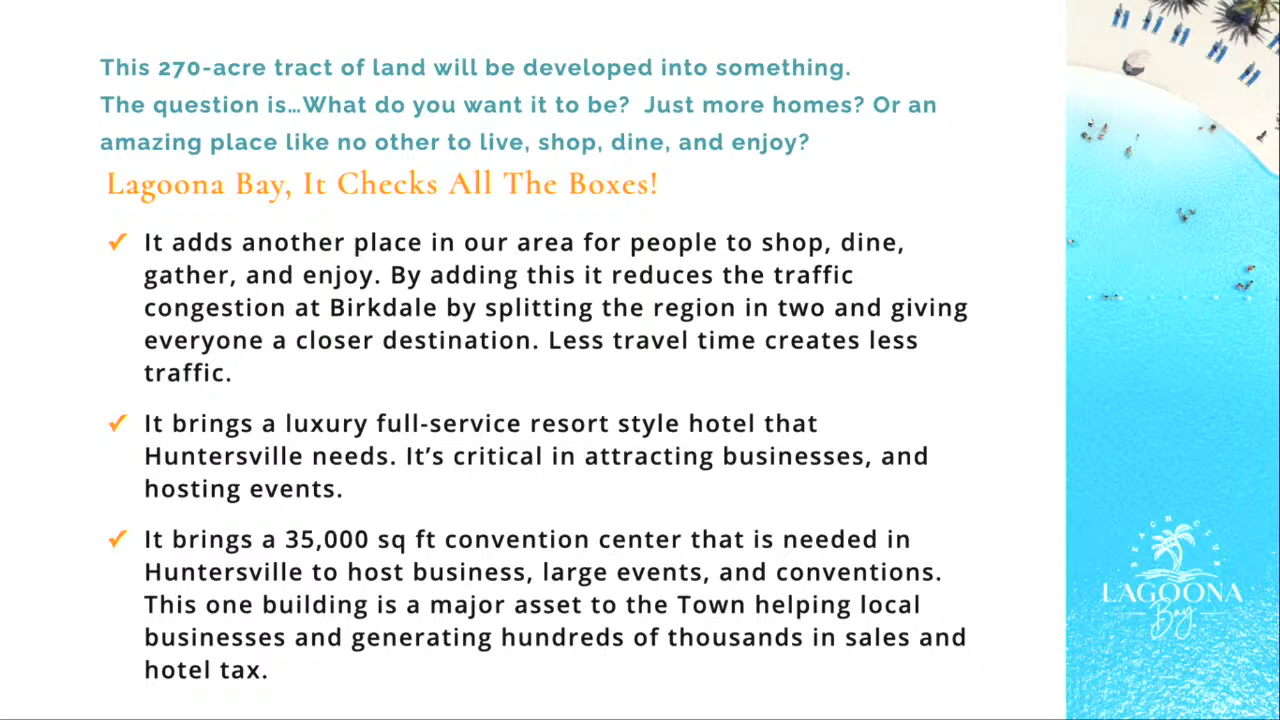 This 270-acre tract of land will be developed into something.
The question is…What do you want it to be? Just more homes? Or an
amazing place like no other to live, shop, dine, and enjoy?
Lagoona Bay, It Checks All The Boxes!
✔ It adds another place in our area for people to shop, dine,
gather, and enjoy. By adding this it reduces the traffic
congestion at Birkdale by splitting the region in two and giving
everyone a closer destination. Less travel time creates less
traffic.
✔ It brings a luxury full-service resort style hotel that
Huntersville needs. It’s critical in attracting businesses, and
hosting events.
✔ It brings a 35,000 sq ft convention center that is needed in
Huntersville to host business, large events, and conventions.
This one building is a major asset to the Town helping local
businesses and generating hundreds of thousands in sales and
hotel tax.
BEACH CLUB
LAGOONA
Bay